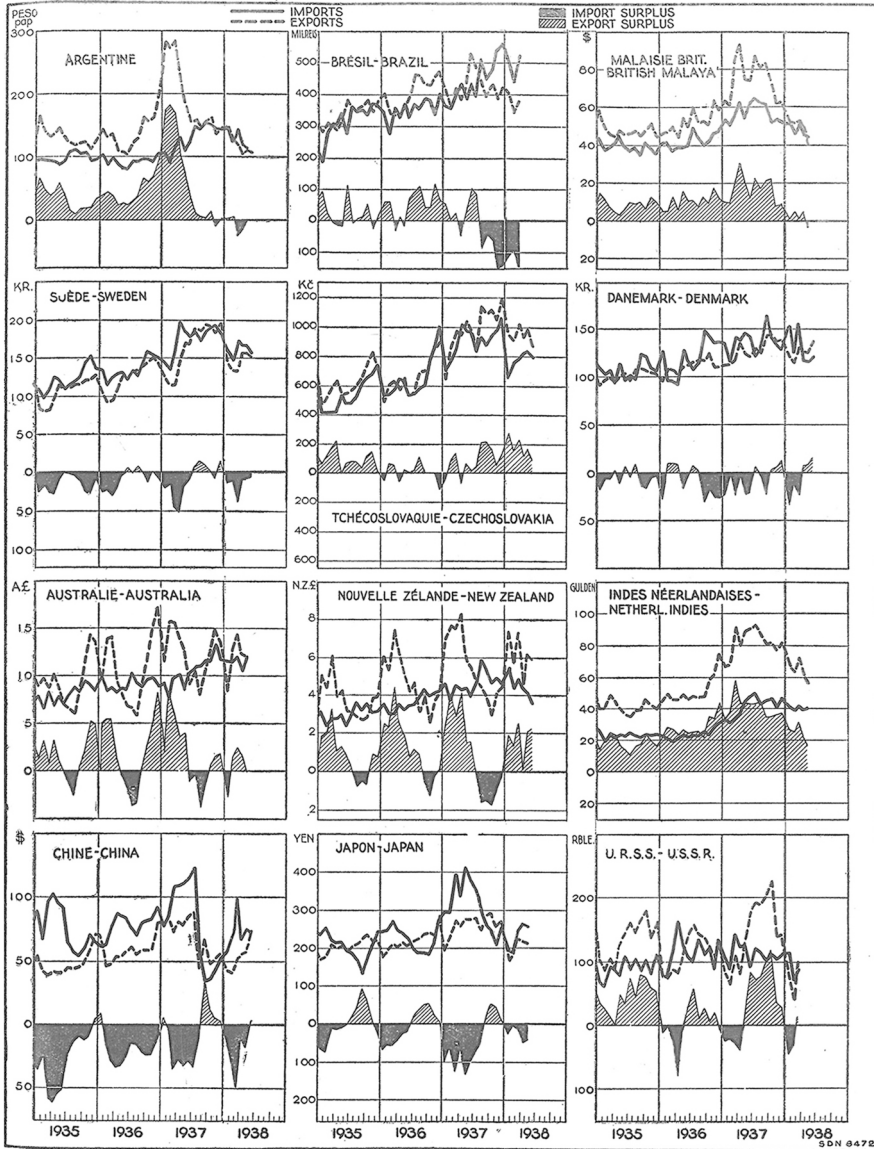 PESO
pap
IMPORTS
EXPORTS
IMPORT SURPLUS
EXPORT SURPLUS
300
200
100
0
ARGENTINE
MILREIS
500
400
300
200
100
0
100
BRÉSIL-BRAZIL
$
80
60
40
20
0
20
MALAISIE BRIT.
BRITISH MALAYA
KR.
200
150
100
50
0
50
100
SUÈDE-SWEDEN
Kč
1200
1000
800
600
400
200
0
200
400
600
TCHÉCOSLOVAQUIE-CZECHOSLOVAKIA
KR.
150
100
50
0
50
DANEMARK-DENMARK
A£
15
10
5
0
AUSTRALIE-AUSTRALIA
N.Z.£
8
6
4
2
0
2
NOUVELLE ZÉLANDE-NEW ZEALAND
GULDEN
100
80
60
40
20
0
20
INDES NÉERLANDAISES-
NETHERL. INDIES
$
100
50
0
50
CHINE-CHINA
YEN
400
300
200
100
0
100
200
JAPON-JAPAN
RBLE.
200
100
0
100
U.R.S.S.-U.S.S.R.
1935 1936 1937 1938
1935 1936 1937 1938
1935 1936 1937 1938
SDN 6472